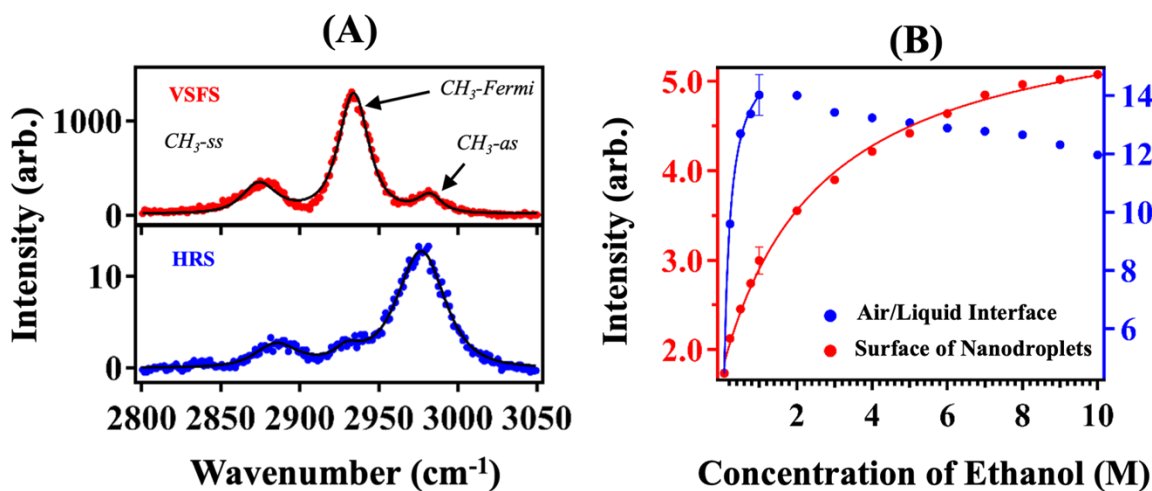 (A)
VSFS
CH₃-Fermi
CH₃-ss
CH₃-as
1000
0
HRS
10
0
Intensity (arb.)
2800 2850 2900 2950 3000 3050
Wavenumber (cm⁻¹)
(B)
5.0
4.0
3.0
2.0
Intensity (arb.)
14
12
10
8
6
Air/Liquid Interface
Surface of Nanodroplets
2 4 6 8 10
Concentration of Ethanol (M)